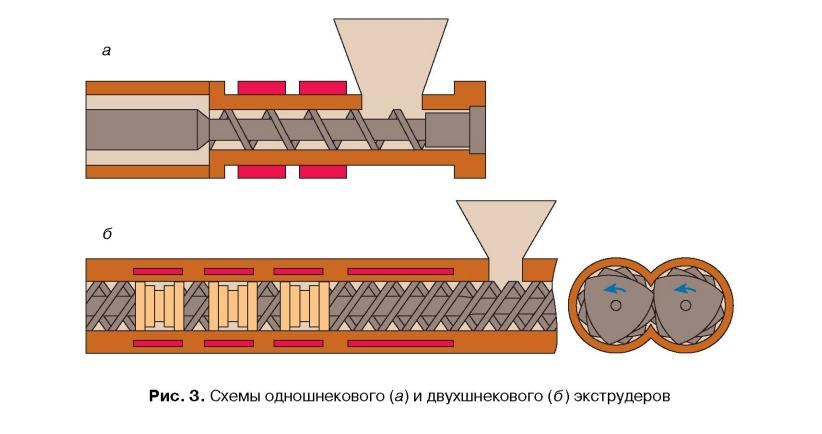 а
б
Рис. 3. Схемы одношнекового (а) и двухшнекового (б) экструдеров